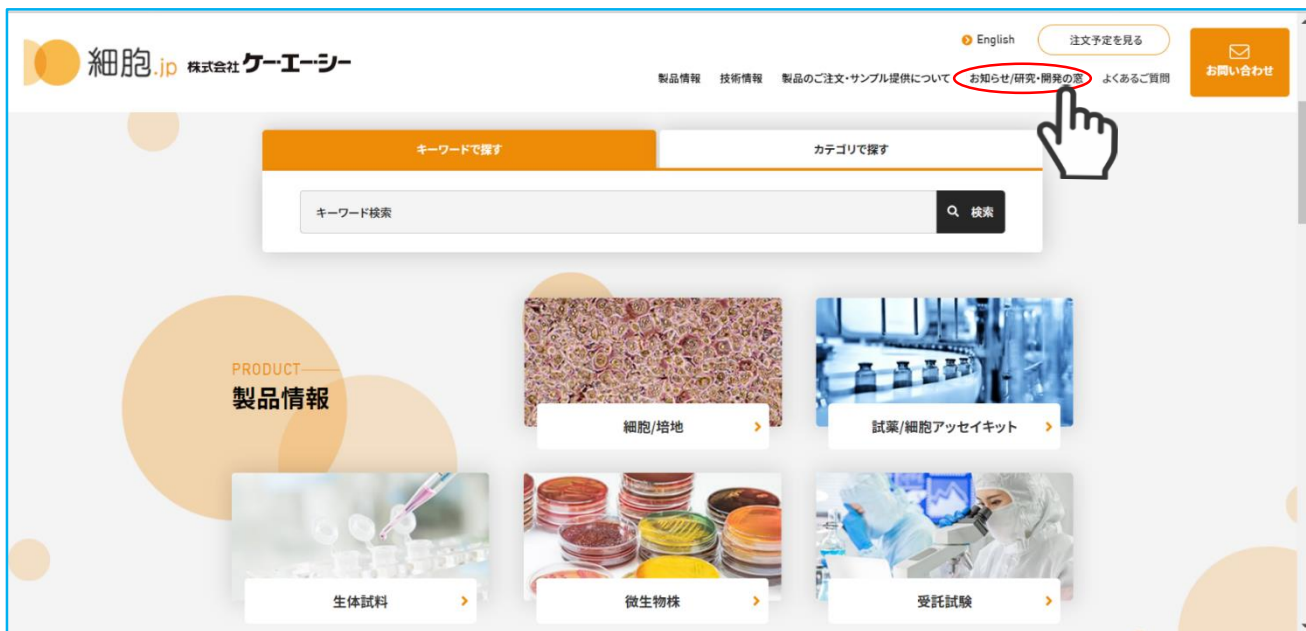 English
注文予定を見る
細胞.jp 株式会社ケー・エー・シー
製品情報 技術情報 製品のご注文・サンプル提供について お知らせ/研究・開発の窓 よくあるご質問
お問い合わせ
キーワードで探す
カテゴリで探す
キーワード検索
検索
PRODUCT
製品情報
細胞/培地
試薬/細胞アッセイキット
生体試料
微生物株
受託試験